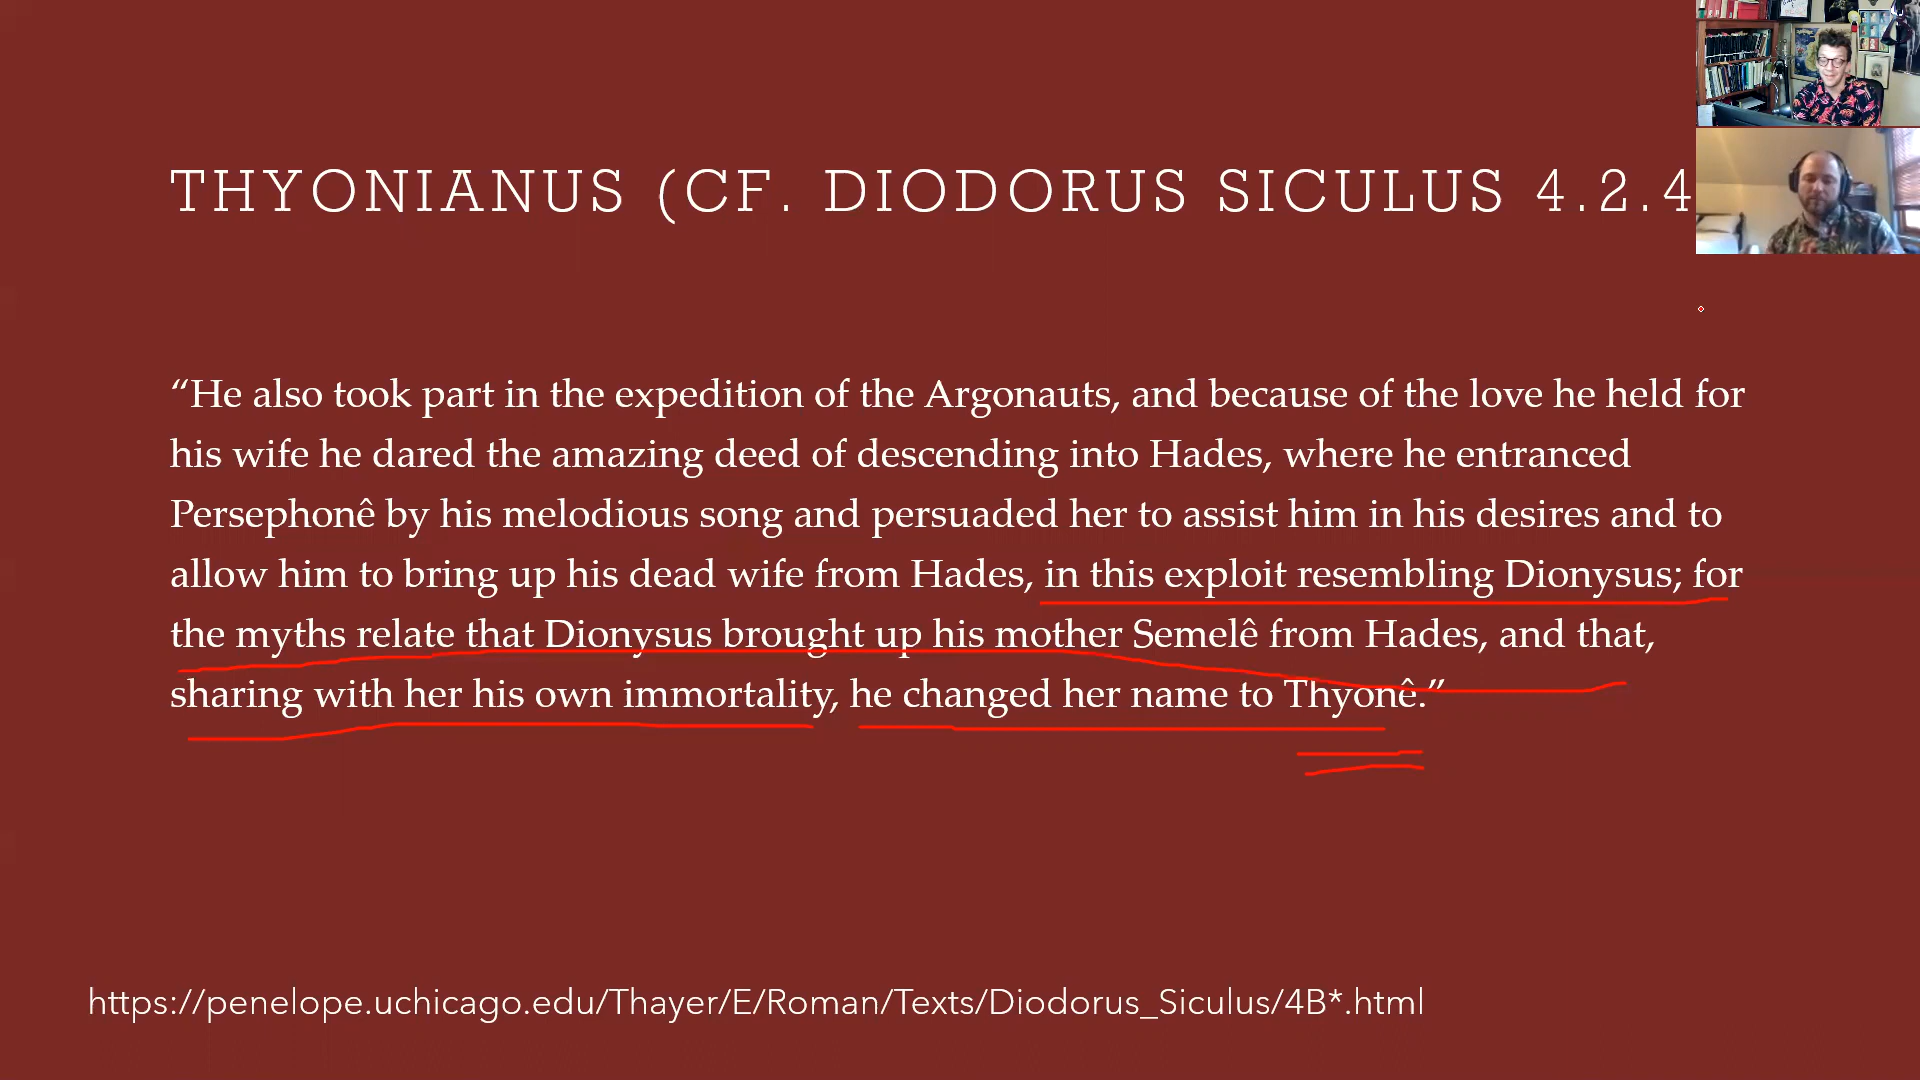 THYONIANUS (CF. DIODORUS SICULUS 4.2.4
“He also took part in the expedition of the Argonauts, and because of the love he held for
his wife he dared the amazing deed of descending into Hades, where he entranced
Persephonê by his melodious song and persuaded her to assist him in his desires and to
allow him to bring up his dead wife from Hades, in this exploit resembling Dionysus; for
the myths relate that Dionysus brought up his mother Semelê from Hades, and that,
sharing with her his own immortality, he changed her name to Thyonê.”
https://penelope.uchicago.edu/Thayer/E/Roman/Texts/Diodorus_Siculus/4B*.html